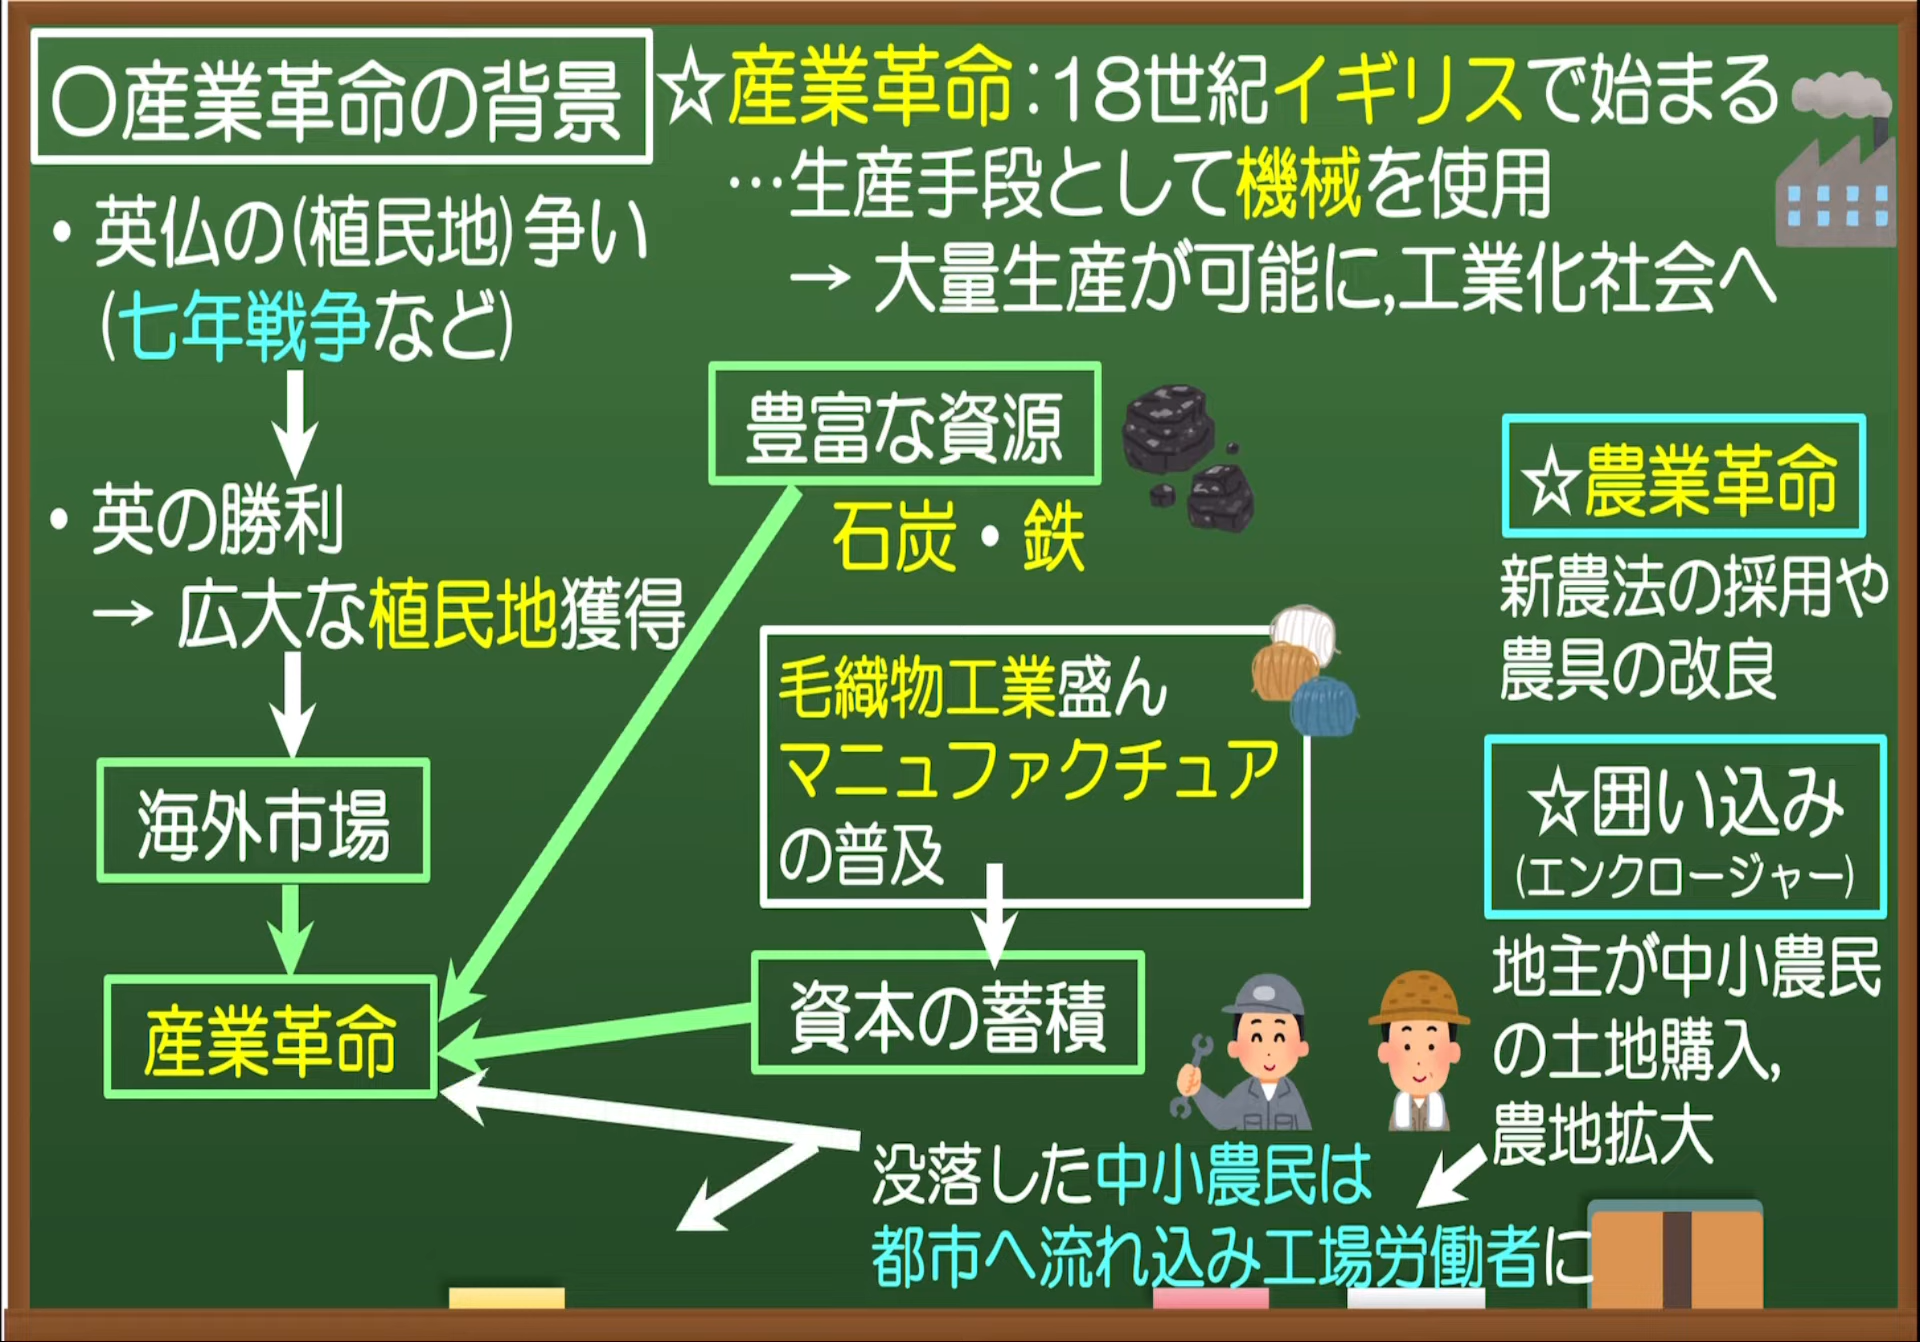 〇産業革命の背景
☆産業革命:18世紀イギリスで始まる
…生産手段として機械を使用
→ 大量生産が可能に,工業化社会へ
・英仏の(植民地)争い
(七年戦争など)
・英の勝利
→ 広大な植民地獲得
海外市場
産業革命
豊富な資源
石炭・鉄
毛織物工業盛ん
マニュファクチュア
の普及
資本の蓄積
☆農業革命
新農法の採用や
農具の改良
☆囲い込み
(エンクロージャー)
地主が中小農民
の土地購入,
農地拡大
没落した中小農民は
都市へ流れ込み工場労働者に